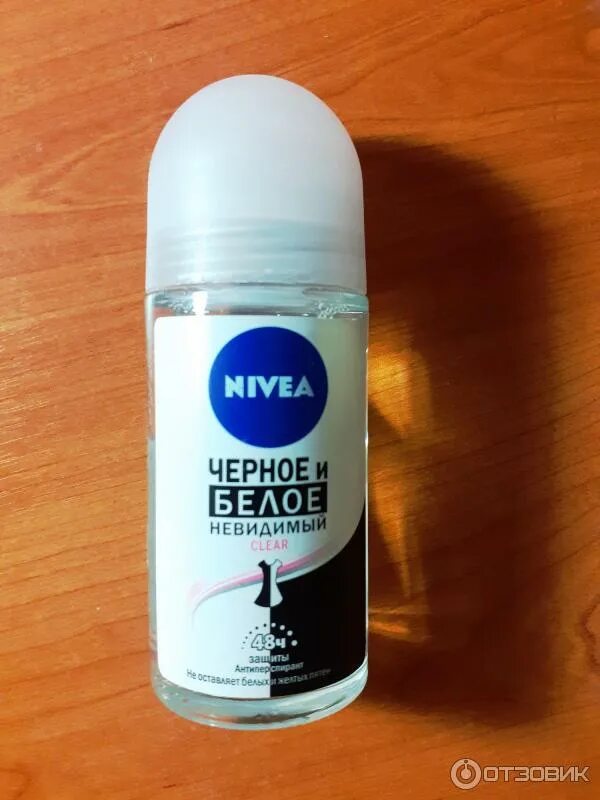 NIVEA
ЧЕРНОЕ и
БЕЛОЕ
НЕВИДИМЫЙ
CLEAR
48ч
защиты
Антиперспирант
Не оставляет белых и желтых пятен
ОТЗОВИК